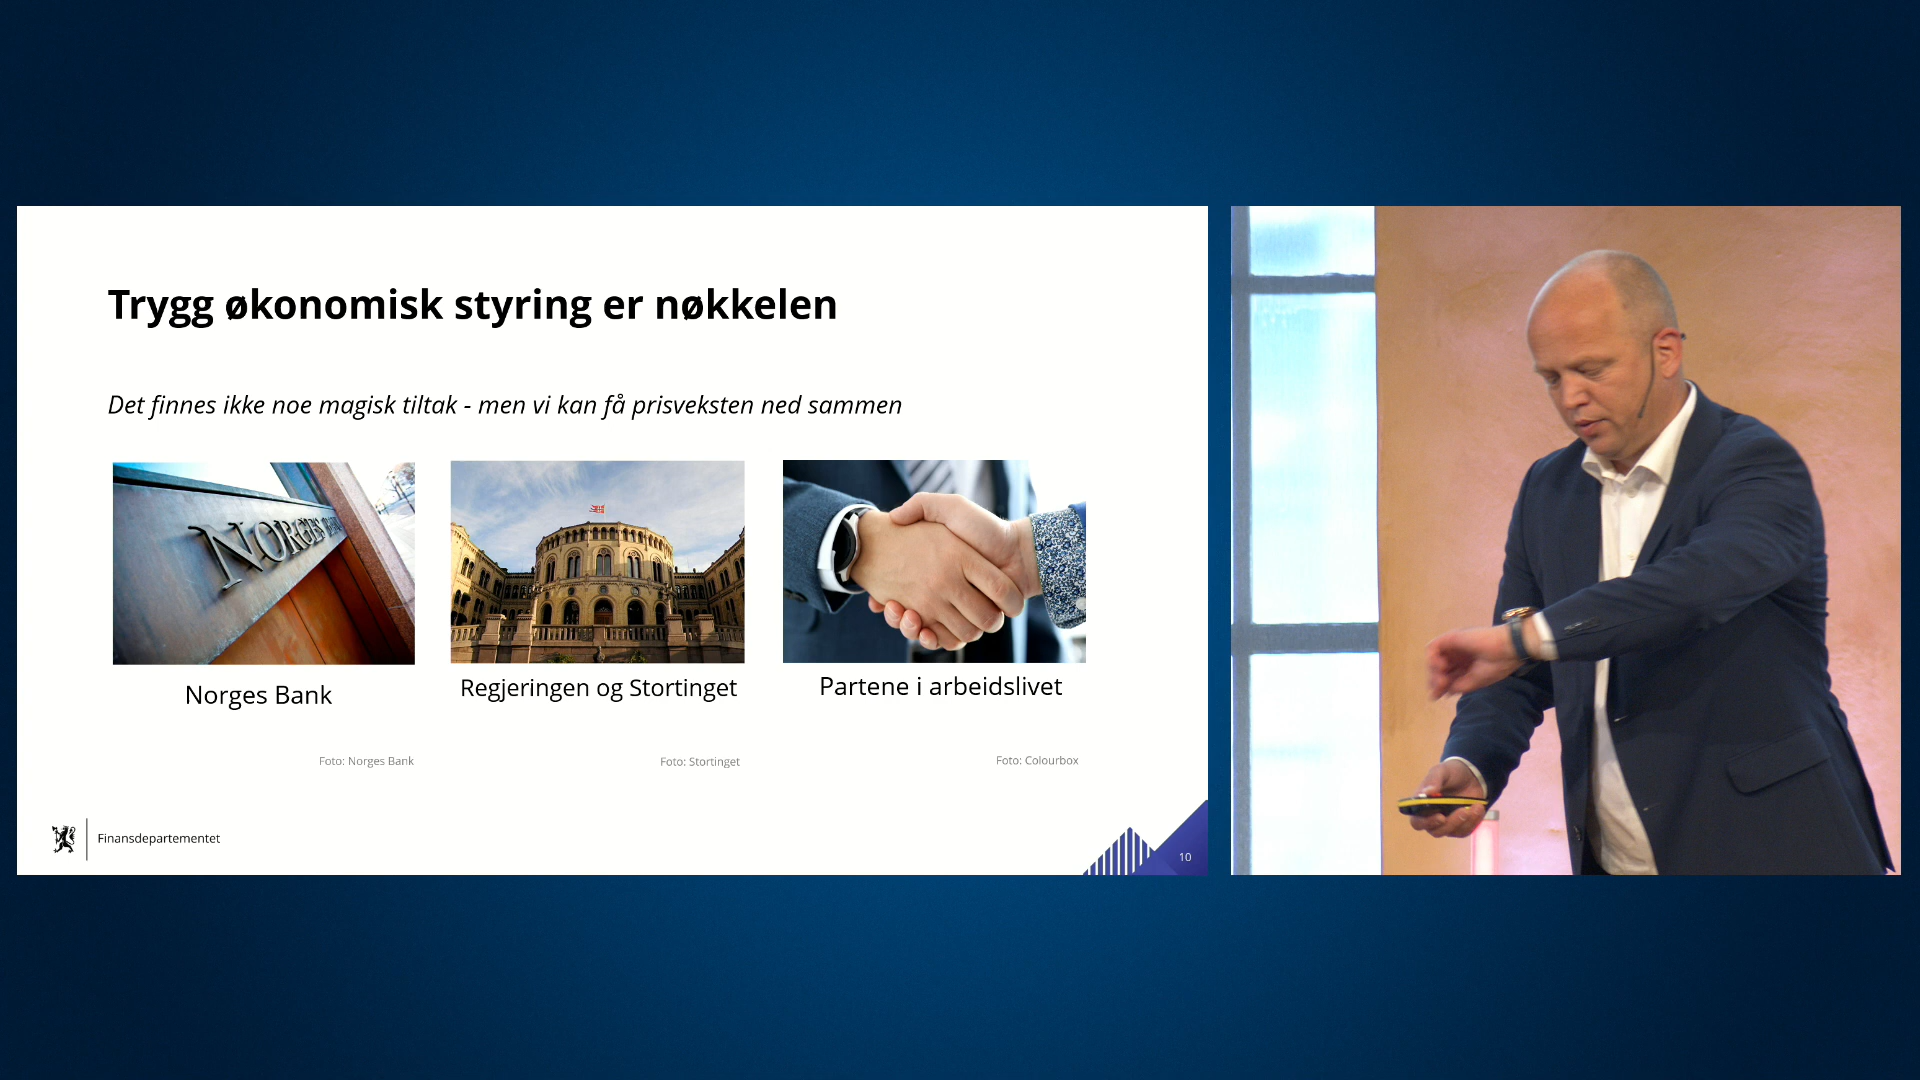 Trygg økonomisk styring er nøkkelen
Det finnes ikke noe magisk tiltak - men vi kan få prisveksten ned sammen
NORGES
Norges Bank
Regjeringen og Stortinget
Partene i arbeidslivet
Foto: Norges Bank
Foto: Stortinget
Foto: Colourbox
Finansdepartementet
10